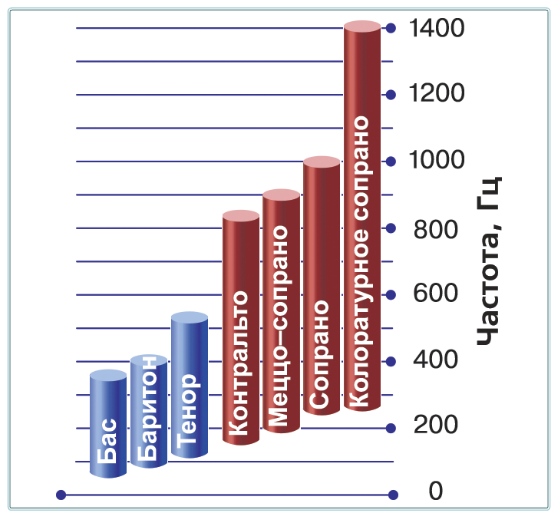 1400
1200
1000
800
600
400
200
0
Частота, Гц
Бас
Баритон
Тенор
Контральто
Меццо-сопрано
Сопрано
Колоратурное сопрано